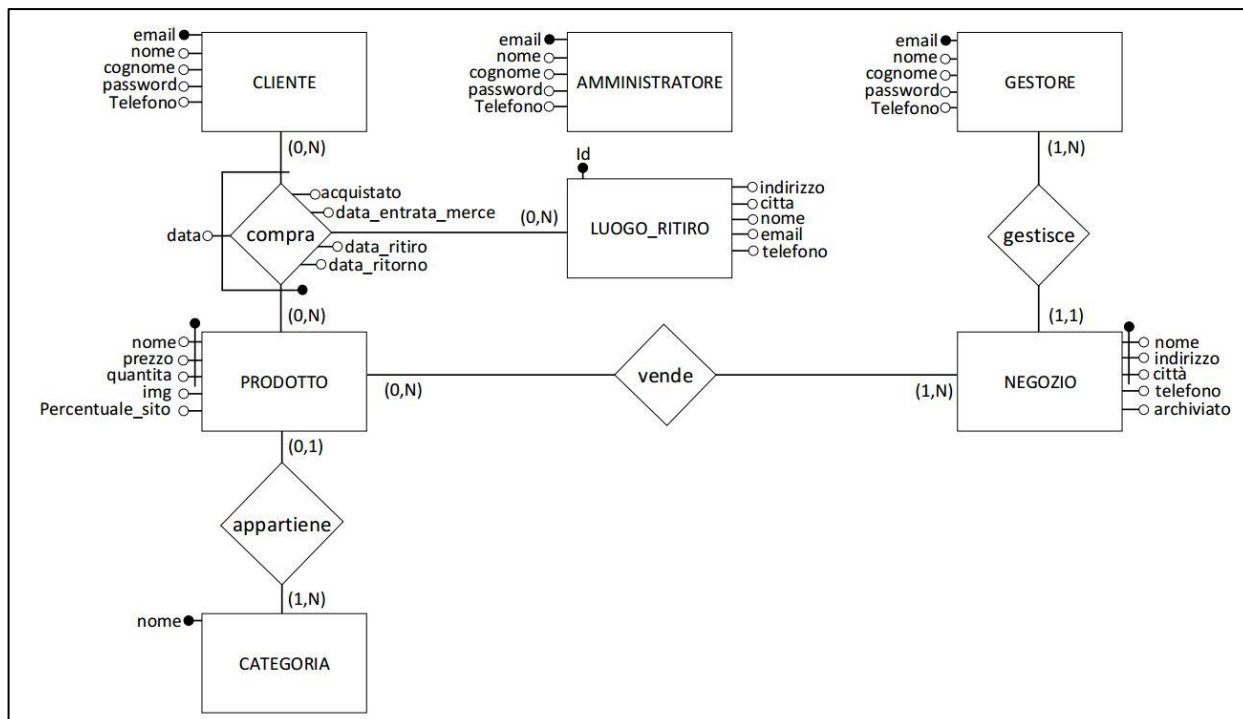 email
nome
cognome
password
Telefono
CLIENTE
email
nome
cognome
password
Telefono
AMMINISTRATORE
email
nome
cognome
password
Telefono
GESTORE
(0,N)
(1,N)
acquistato
data_entrata_merce
data
compra
data_ritiro
data_ritorno
(0,N)
Id
LUOGO_RITIRO
indirizzo
citta
nome
email
telefono
gestisce
(0,N)
(1,1)
nome
prezzo
quantita
img
Percentuale_sito
PRODOTTO
(0,N)
vende
(1,N)
NEGOZIO
nome
indirizzo
città
telefono
archiviato
(0,1)
appartiene
(1,N)
nome
CATEGORIA